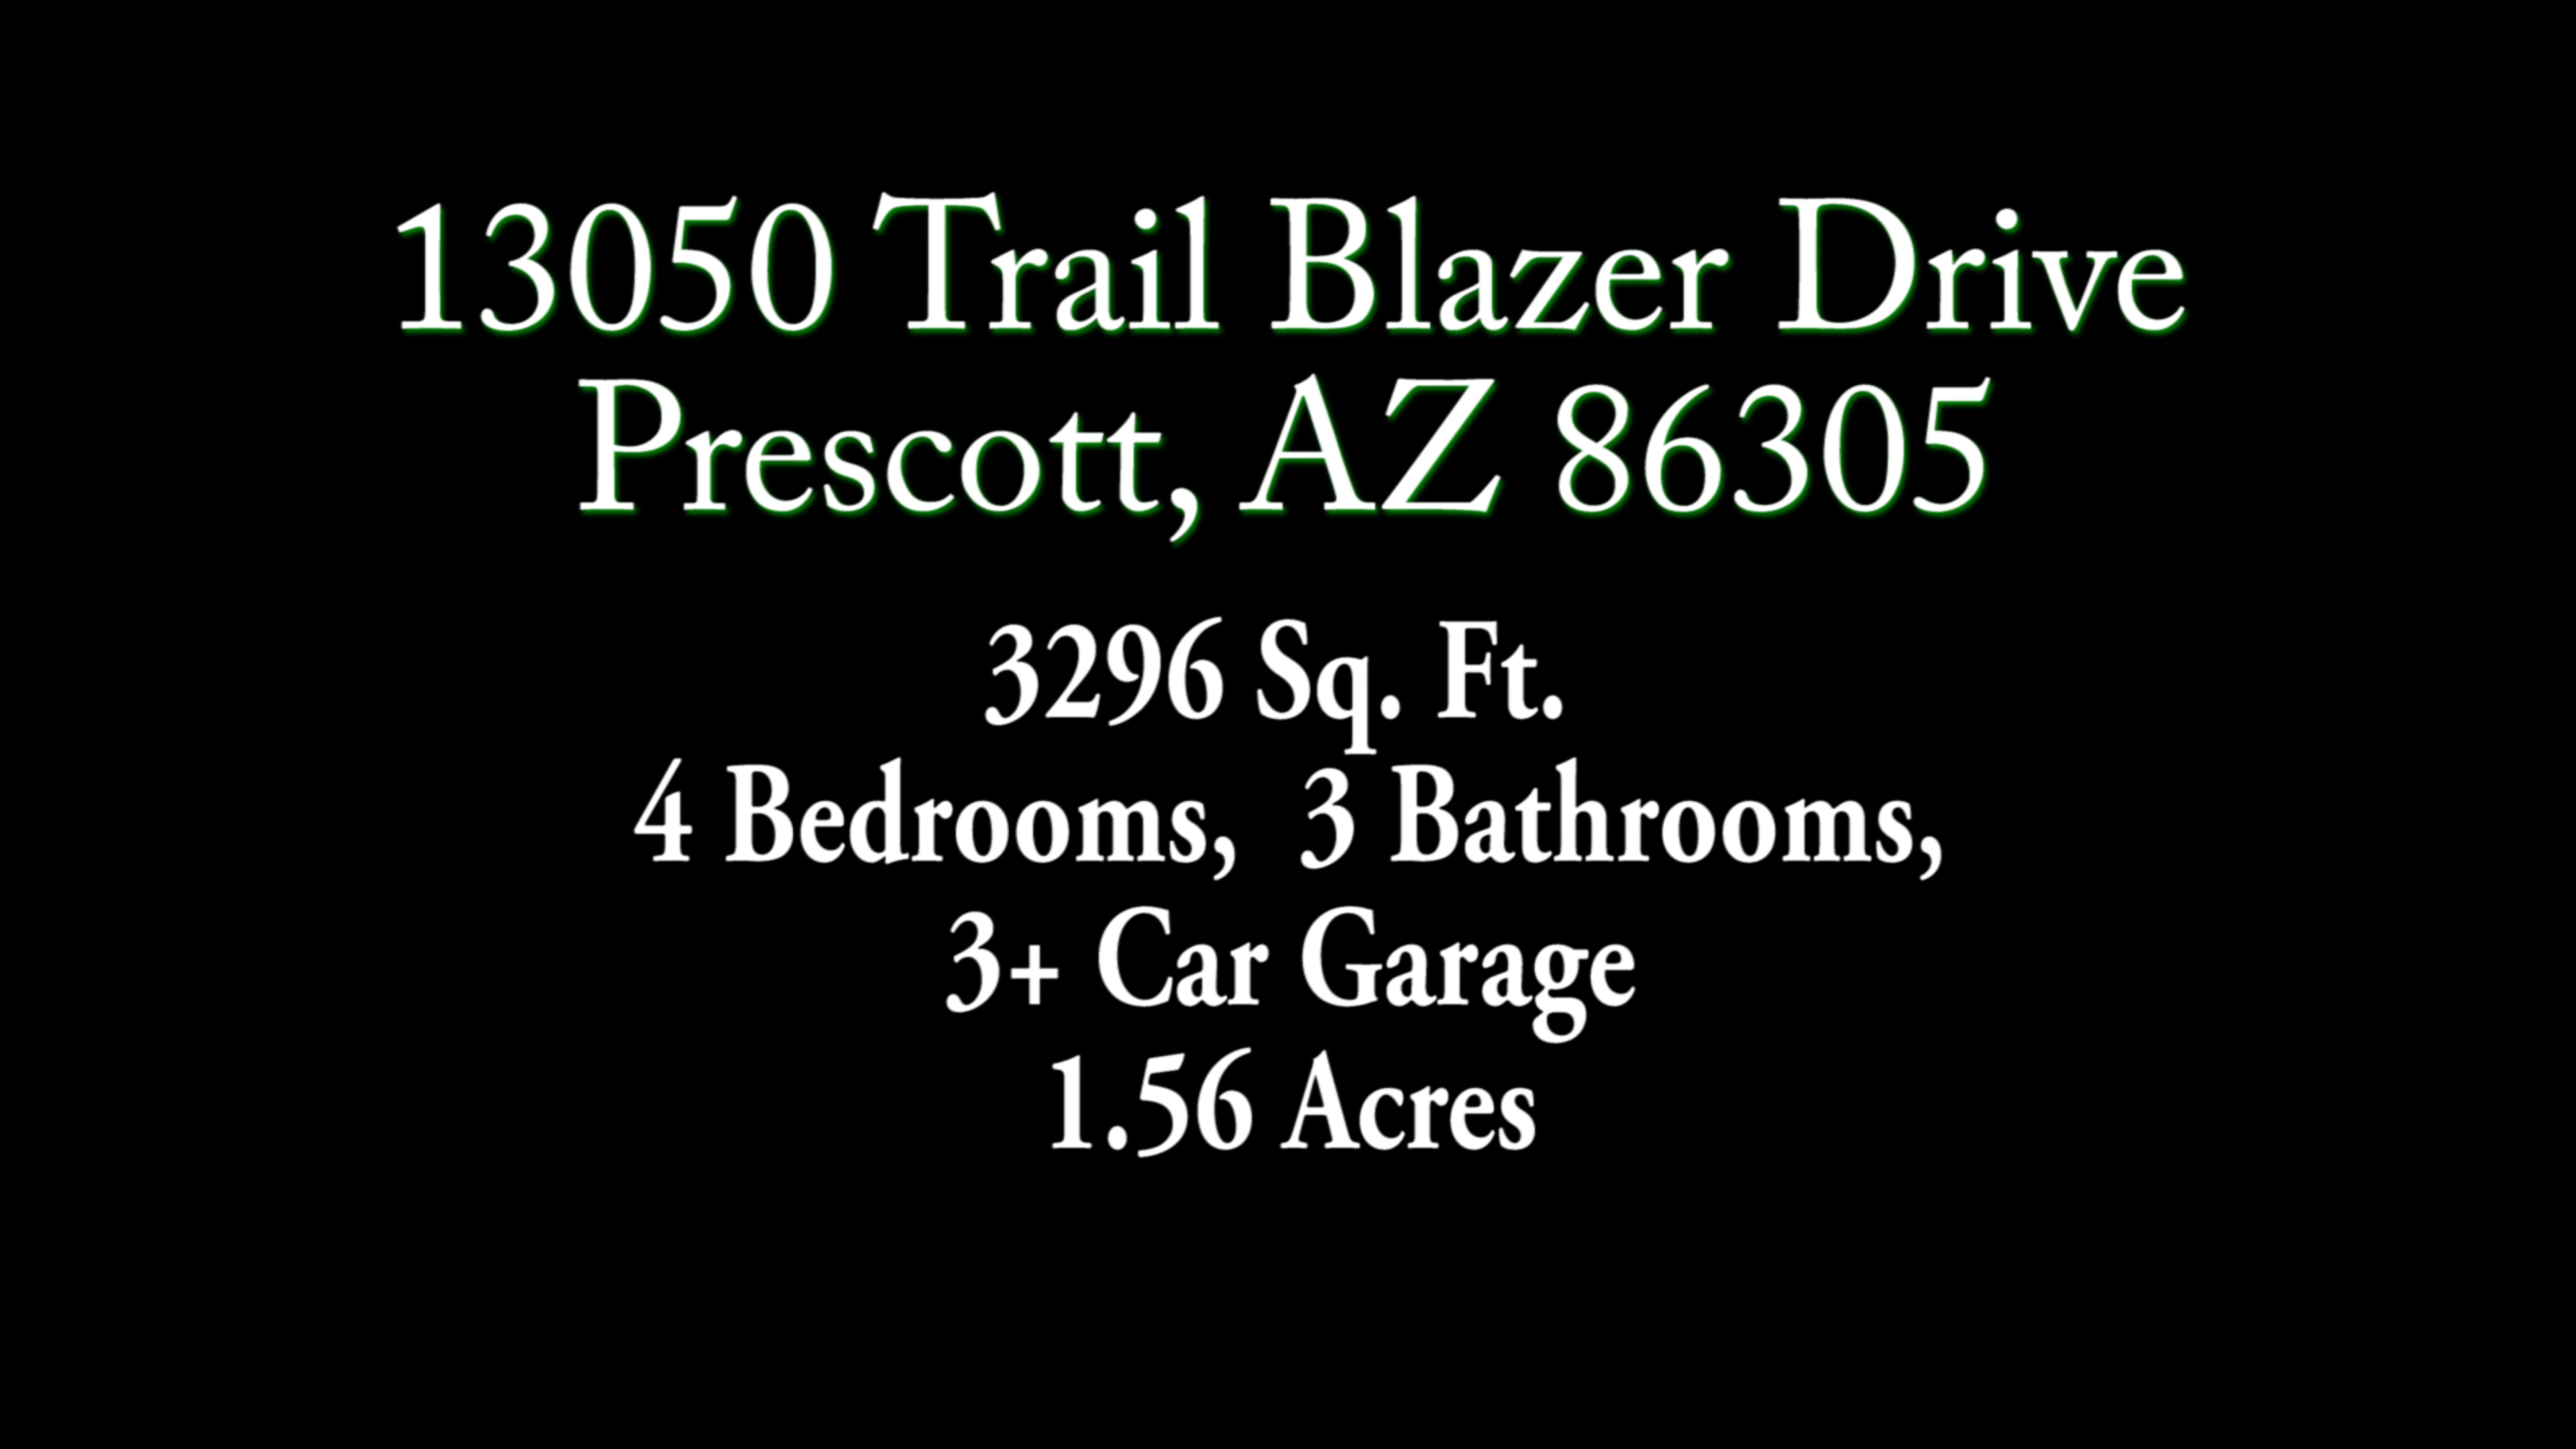 13050 Trail Blazer Drive
Prescott, AZ 86305
3296 Sq. Ft.
4 Bedrooms,  3 Bathrooms,
3+ Car Garage
1.56 Acres